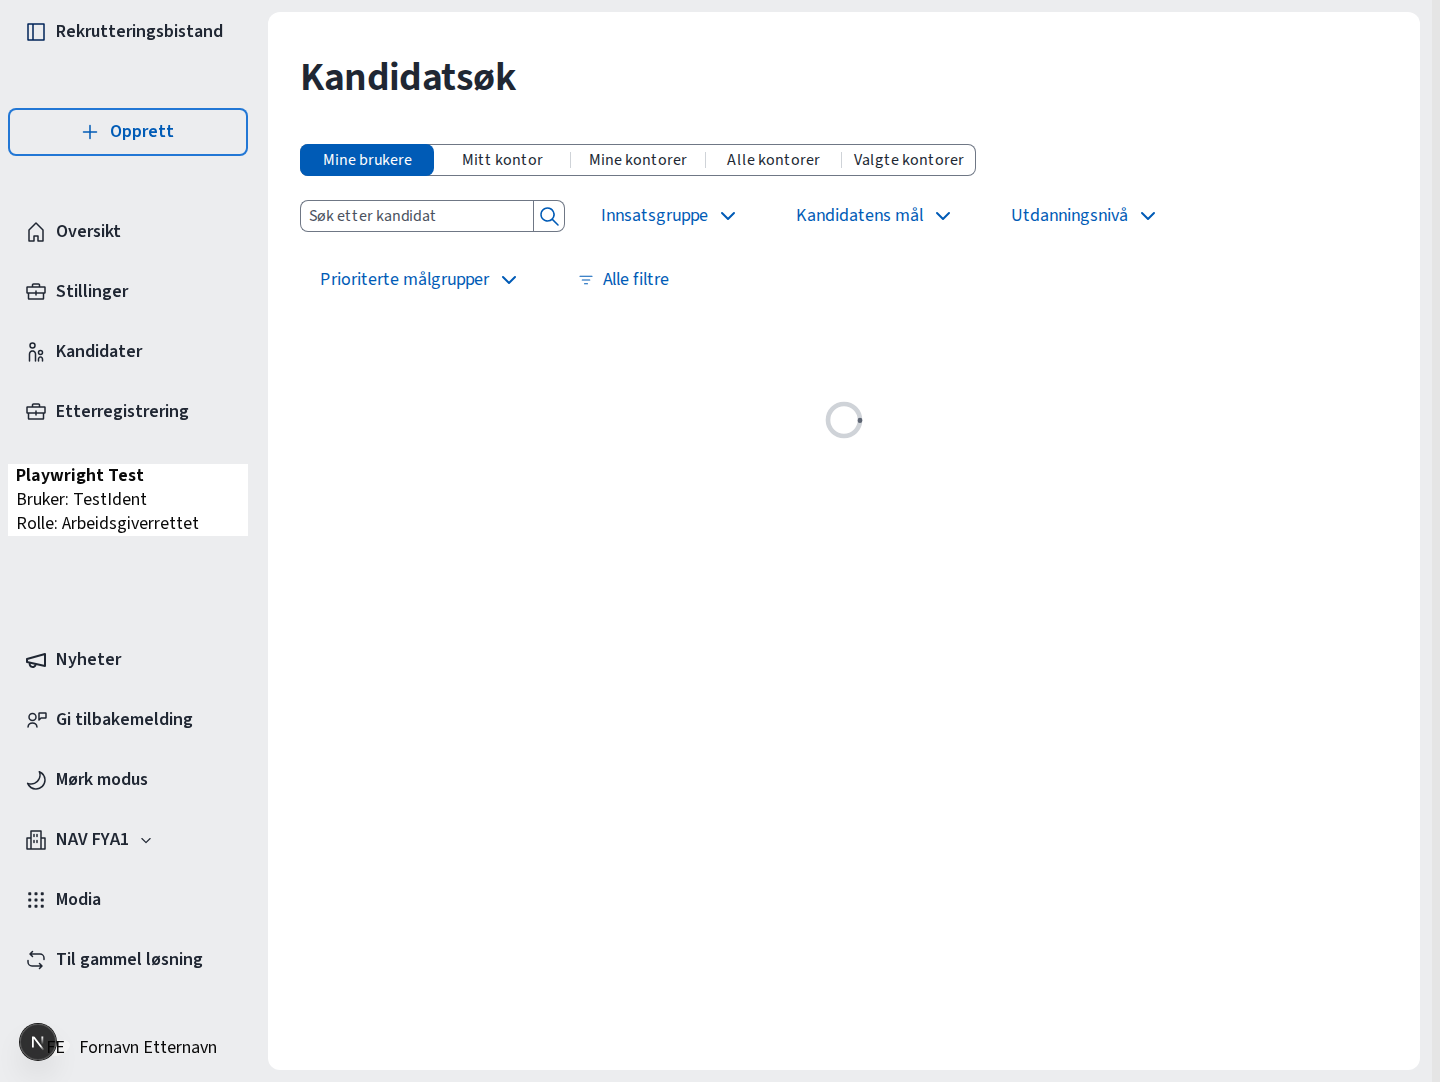 Rekrutteringsbistand
Opprett
Oversikt
Stillinger
Kandidater
Etterregistrering
Playwright Test
Bruker: TestIdent
Rolle: Arbeidsgiverrettet
Nyheter
Gi tilbakemelding
Mørk modus
NAV FYA1
Modia
Til gammel løsning
N
FE Fornavn Etternavn
Kandidatsøk
Mine brukere Mitt kontor Mine kontorer Alle kontorer Valgte kontorer
Søk etter kandidat Innsatsgruppe Kandidatens mål Utdanningsnivå
Prioriterte målgrupper Alle filtre